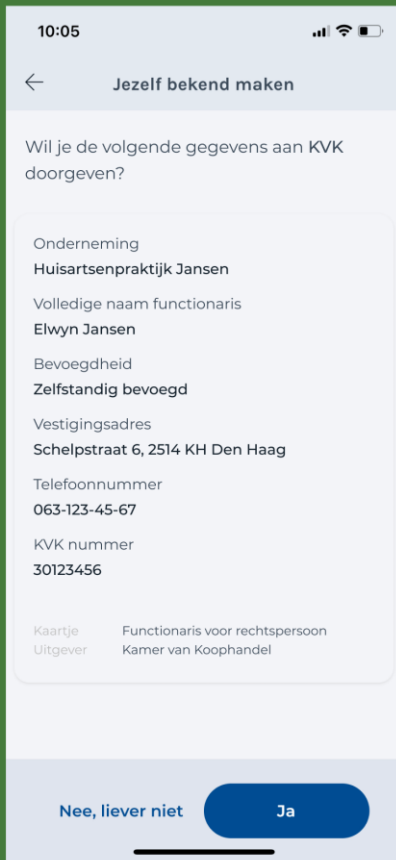 10:05
Jezelf bekend maken
Wil je de volgende gegevens aan KVK
doorgeven?
Onderneming
Huisartsenpraktijk Jansen
Volledige naam functionaris
Elwyn Jansen
Bevoegdheid
Zelfstandig bevoegd
Vestigingsadres
Schelpstraat 6, 2514 KH Den Haag
Telefoonnummer
063-123-45-67
KVK nummer
30123456
Kaartje Functionaris voor rechtspersoon
Uitgever Kamer van Koophandel
Nee, liever niet Ja